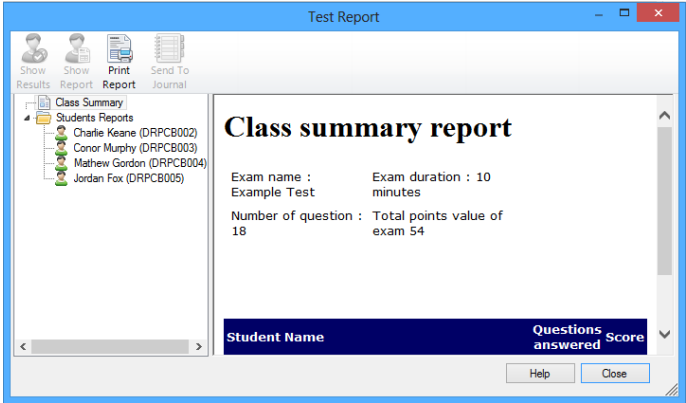 Test Report
Show Results
Show Report
Print Report
Send To Journal
Class Summary
Students Reports
Charlie Keane (DRPCB002)
Conor Murphy (DRPCB003)
Mathew Gordon (DRPCB004)
Jordan Fox (DRPCB005)
Class summary report
Exam name :
Example Test
Exam duration : 10
minutes
Number of question :
18
Total points value of
exam 54
Student Name
Questions
answered
Score
Help
Close